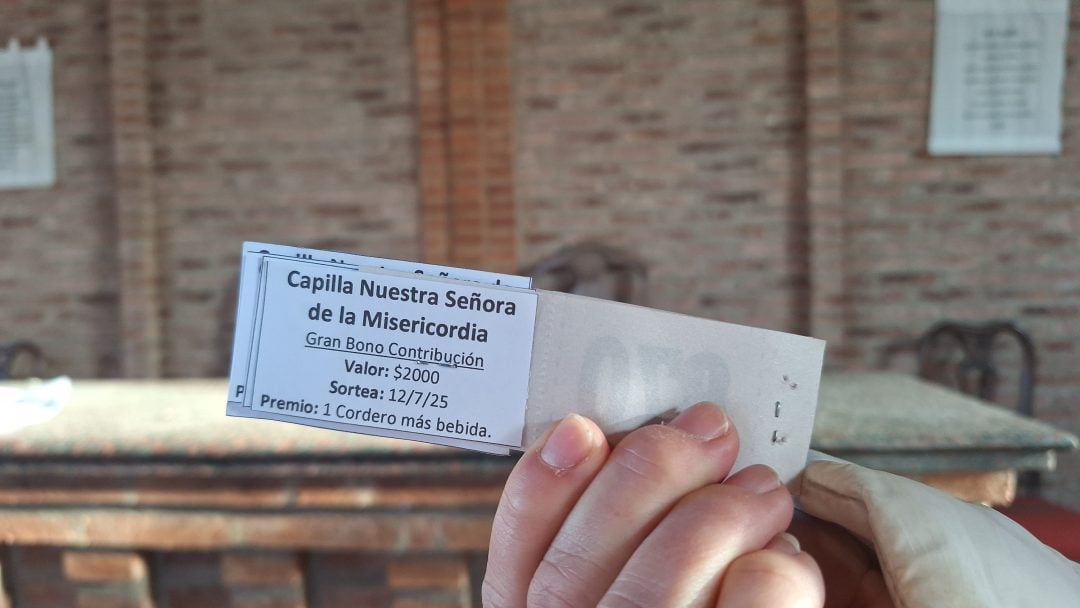 Capilla Nuestra Señora
de la Misericordia
Gran Bono Contribución
Valor: $2000
Sortea: 12/7/25
Premio: 1 Cordero más bebida.